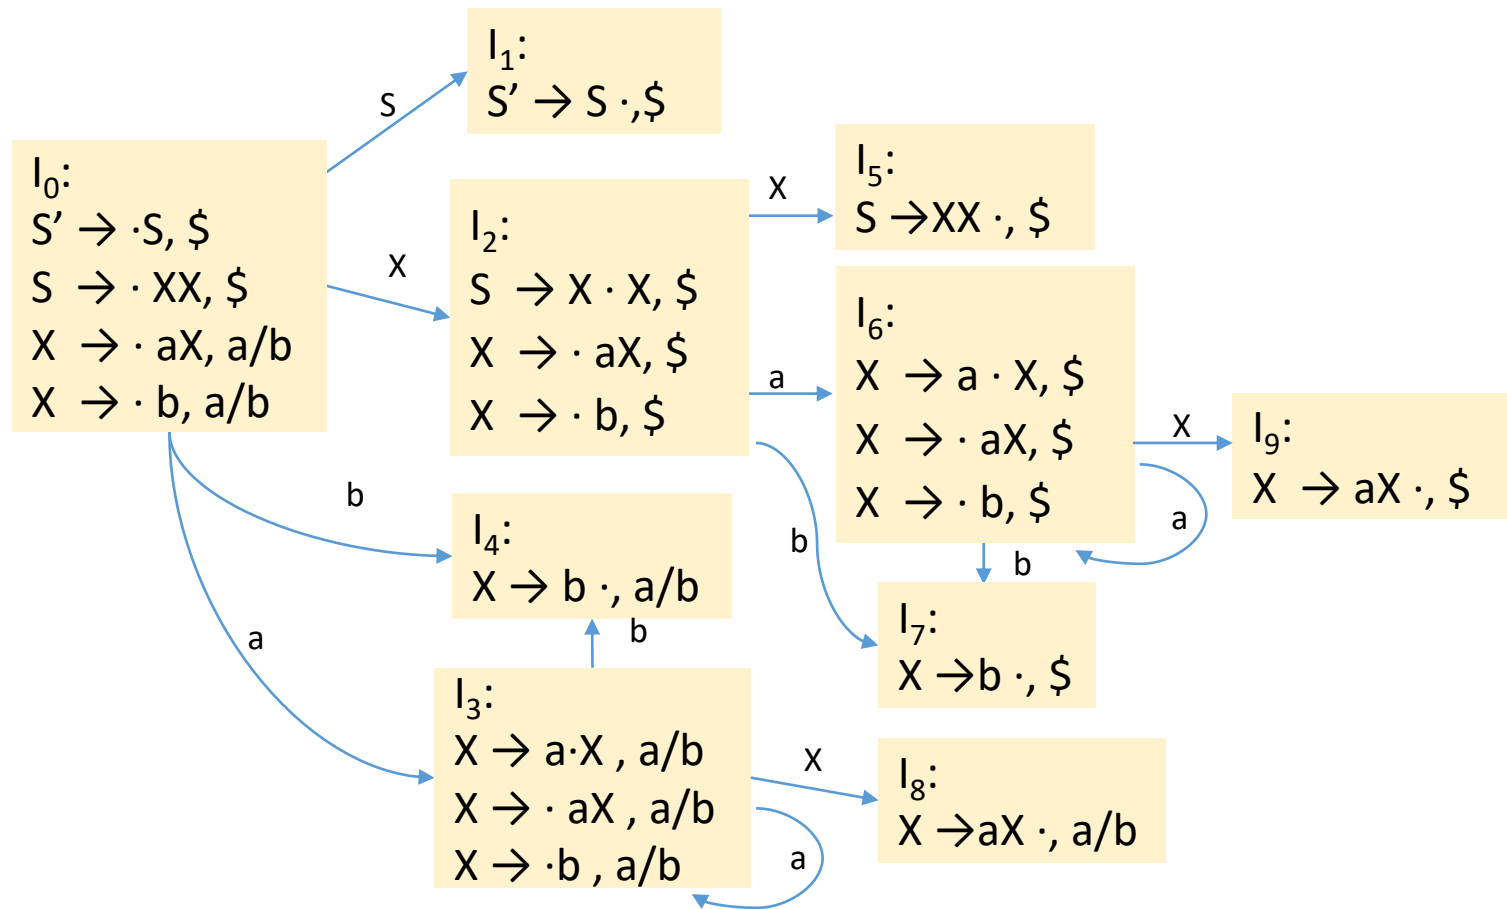 I₁:
S’ → S ·,$
S
I₀:
S’ → ·S, $
S → · XX, $
X → · aX, a/b
X → · b, a/b
X
I₂:
S → X · X, $
X → · aX, $
X → · b, $
X
I₅:
S →XX ·, $
a
I₆:
X → a · X, $
X → · aX, $
X → · b, $
X
I₉:
X → aX ·, $
a
b
b
b
I₄:
X → b ·, a/b
b
a
I₇:
X →b ·, $
I₃:
X → a·X , a/b
X → · aX , a/b
X → ·b , a/b
X
a
I₈:
X →aX ·, a/b